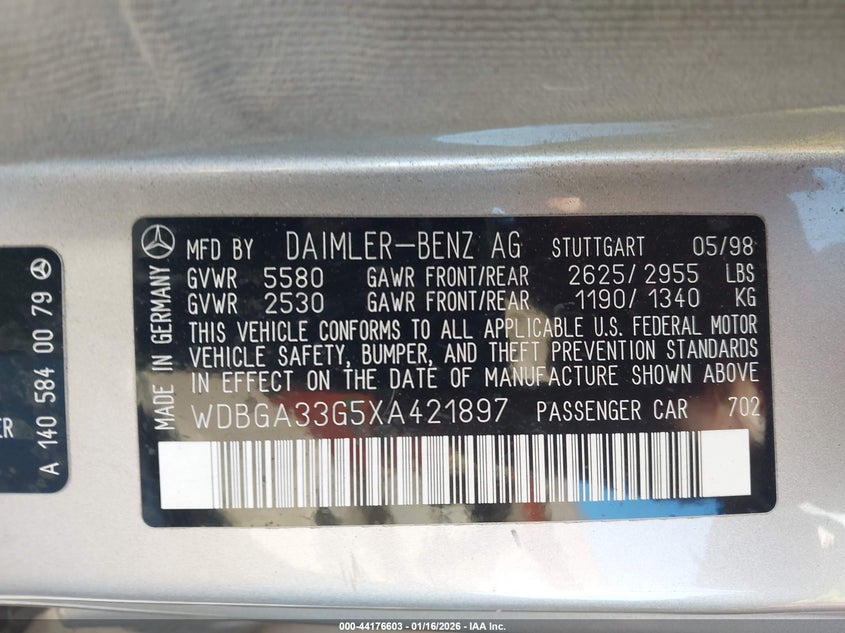 MFD BY DAIMLER-BENZ AG STUTTGART 05/98
GVWR 5580 GAWR FRONT/REAR 2625/2955 LBS
GVWR 2530 GAWR FRONT/REAR 1190/1340 KG
THIS VEHICLE CONFORMS TO ALL APPLICABLE U.S. FEDERAL MOTOR
VEHICLE SAFETY, BUMPER, AND THEFT PREVENTION STANDARDS
IN EFFECT ON THE DATE OF MANUFACTURE SHOWN ABOVE
WDBGA33G5XA421897 PASSENGER CAR 702
MADE IN GERMANY
A 140 584 00 79
000-44176603 - 01/16/2026 - IAA Inc.